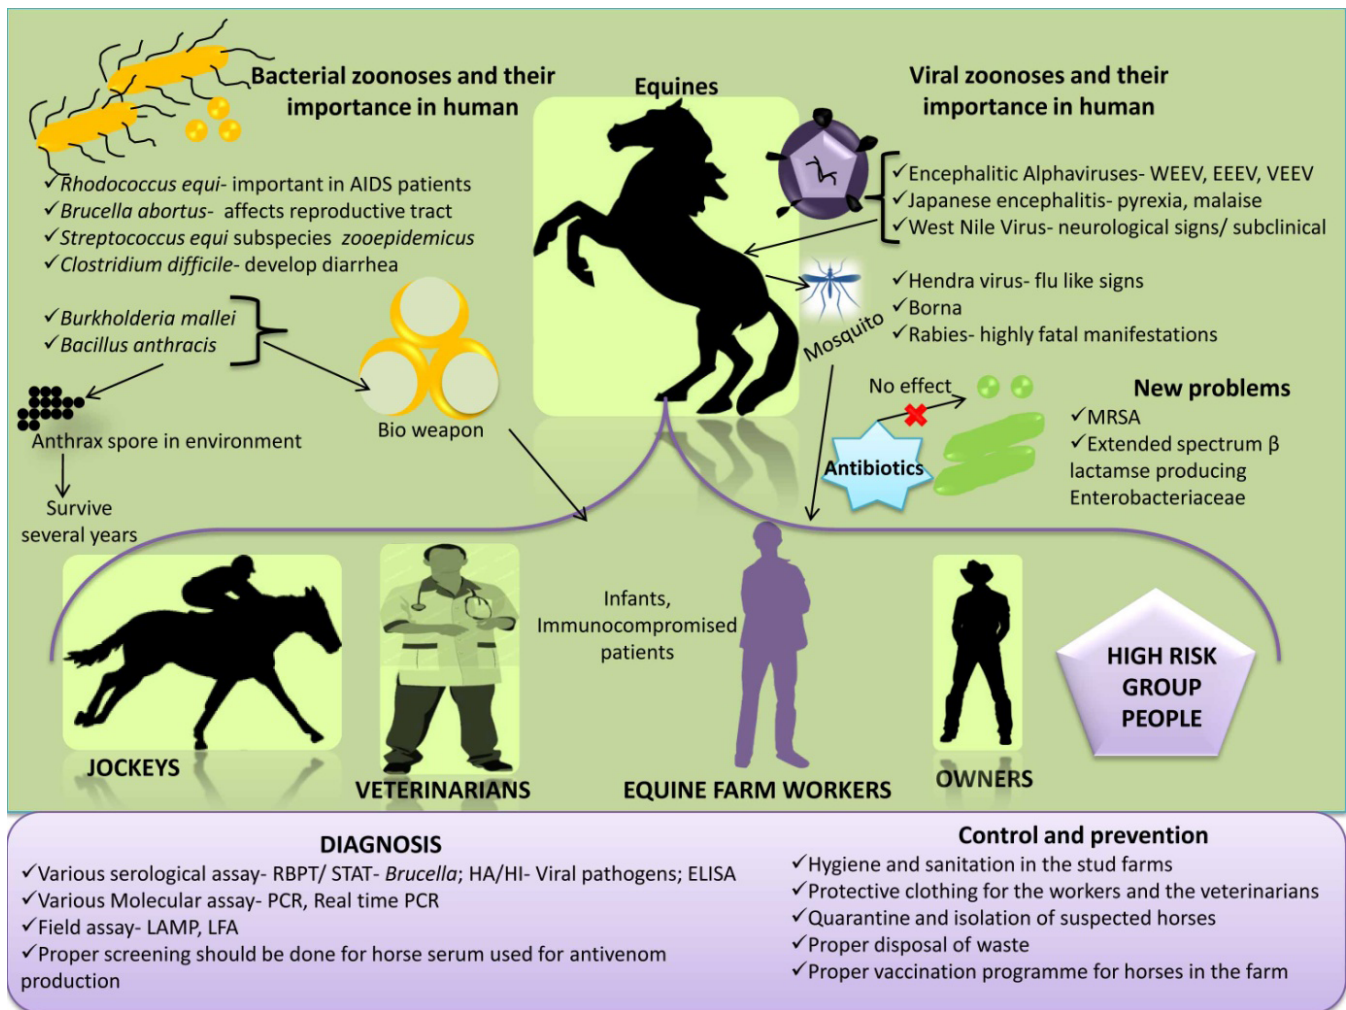 Bacterial zoonoses and their
importance in human
✓Rhodococcus equi- important in AIDS patients
✓Brucella abortus- affects reproductive tract
✓Streptococcus equi subspecies zooepidemicus
✓Clostridium difficile- develop diarrhea
✓Burkholderia mallei
✓Bacillus anthracis
Anthrax spore in environment
Survive
several years
Bio weapon
Equines
Viral zoonoses and their
importance in human
✓Encephalitic Alphaviruses- WEEV, EEEV, VEEV
✓Japanese encephalitis- pyrexia, malaise
✓West Nile Virus- neurological signs/ subclinical
Mosquito
✓Hendra virus- flu like signs
✓Borna
✓Rabies- highly fatal manifestations
No effect
Antibiotics
New problems
✓MRSA
✓Extended spectrum β
lactamse producing
Enterobacteriaceae
JOCKEYS
VETERINARIANS
Infants,
Immunocompromised
patients
EQUINE FARM WORKERS
OWNERS
HIGH RISK
GROUP
PEOPLE
DIAGNOSIS
✓Various serological assay- RBPT/ STAT- Brucella; HA/HI- Viral pathogens; ELISA
✓Various Molecular assay- PCR, Real time PCR
✓Field assay- LAMP, LFA
✓Proper screening should be done for horse serum used for antivenom
production
Control and prevention
✓Hygiene and sanitation in the stud farms
✓Protective clothing for the workers and the veterinarians
✓Quarantine and isolation of suspected horses
✓Proper disposal of waste
✓Proper vaccination programme for horses in the farm